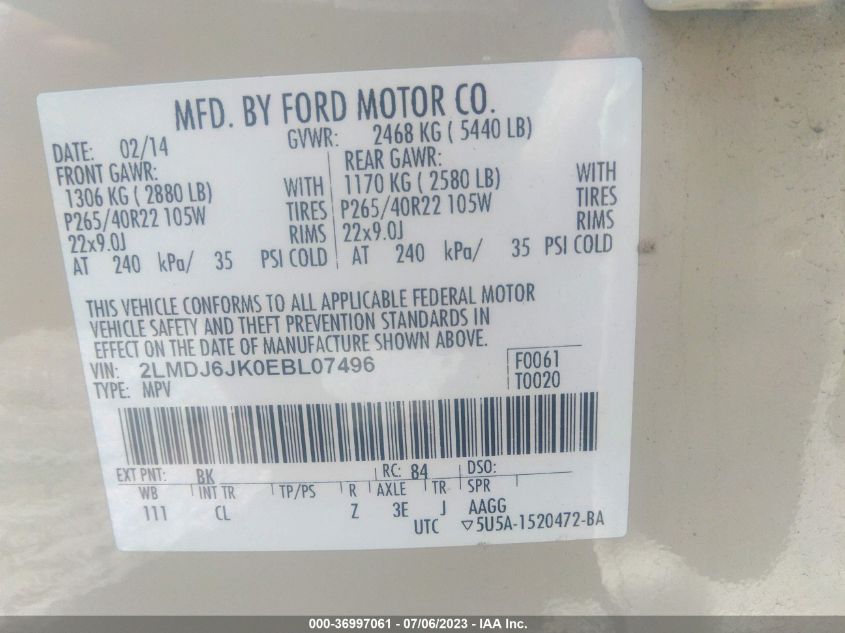 MFD. BY FORD MOTOR CO.
DATE: 02/14 GVWR: 2468 KG ( 5440 LB)
FRONT GAWR: REAR GAWR:
1306 KG ( 2880 LB) WITH 1170 KG ( 2580 LB) WITH
P265/40R22 105W TIRES P265/40R22 105W TIRES
22x9.0J RIMS 22x9.0J RIMS
AT 240 kPa/ 35 PSI COLD AT 240 kPa/ 35 PSI COLD
THIS VEHICLE CONFORMS TO ALL APPLICABLE FEDERAL MOTOR
VEHICLE SAFETY AND THEFT PREVENTION STANDARDS IN
EFFECT ON THE DATE OF MANUFACTURE SHOWN ABOVE.
VIN: 2LMDJ6JK0EBL07496 F0061
TYPE: MPV T0020
EXT PNT: BK RC: 84 DSO:
WB INT TR TP/PS R AXLE TR SPR
111 CL Z 3E J AAGG
UTC ▽5U5A-1520472-BA
000-36997061 - 07/06/2023 - IAA Inc.